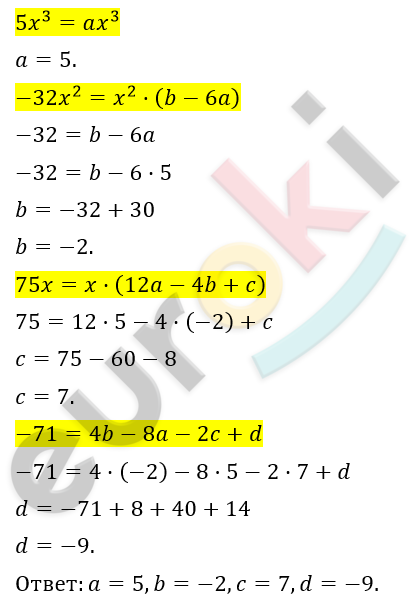 5x³ = ax³
a = 5.
−32x² = x² · (b − 6a)
−32 = b − 6a
−32 = b − 6 · 5
b = −32 + 30
b = −2.
75x = x · (12a − 4b + c)
75 = 12 · 5 − 4 · (−2) + c
c = 75 − 60 − 8
c = 7.
−71 = 4b − 8a − 2c + d
−71 = 4 · (−2) − 8 · 5 − 2 · 7 + d
d = −71 + 8 + 40 + 14
d = −9.
Ответ: a = 5, b = −2, c = 7, d = −9.
euroki